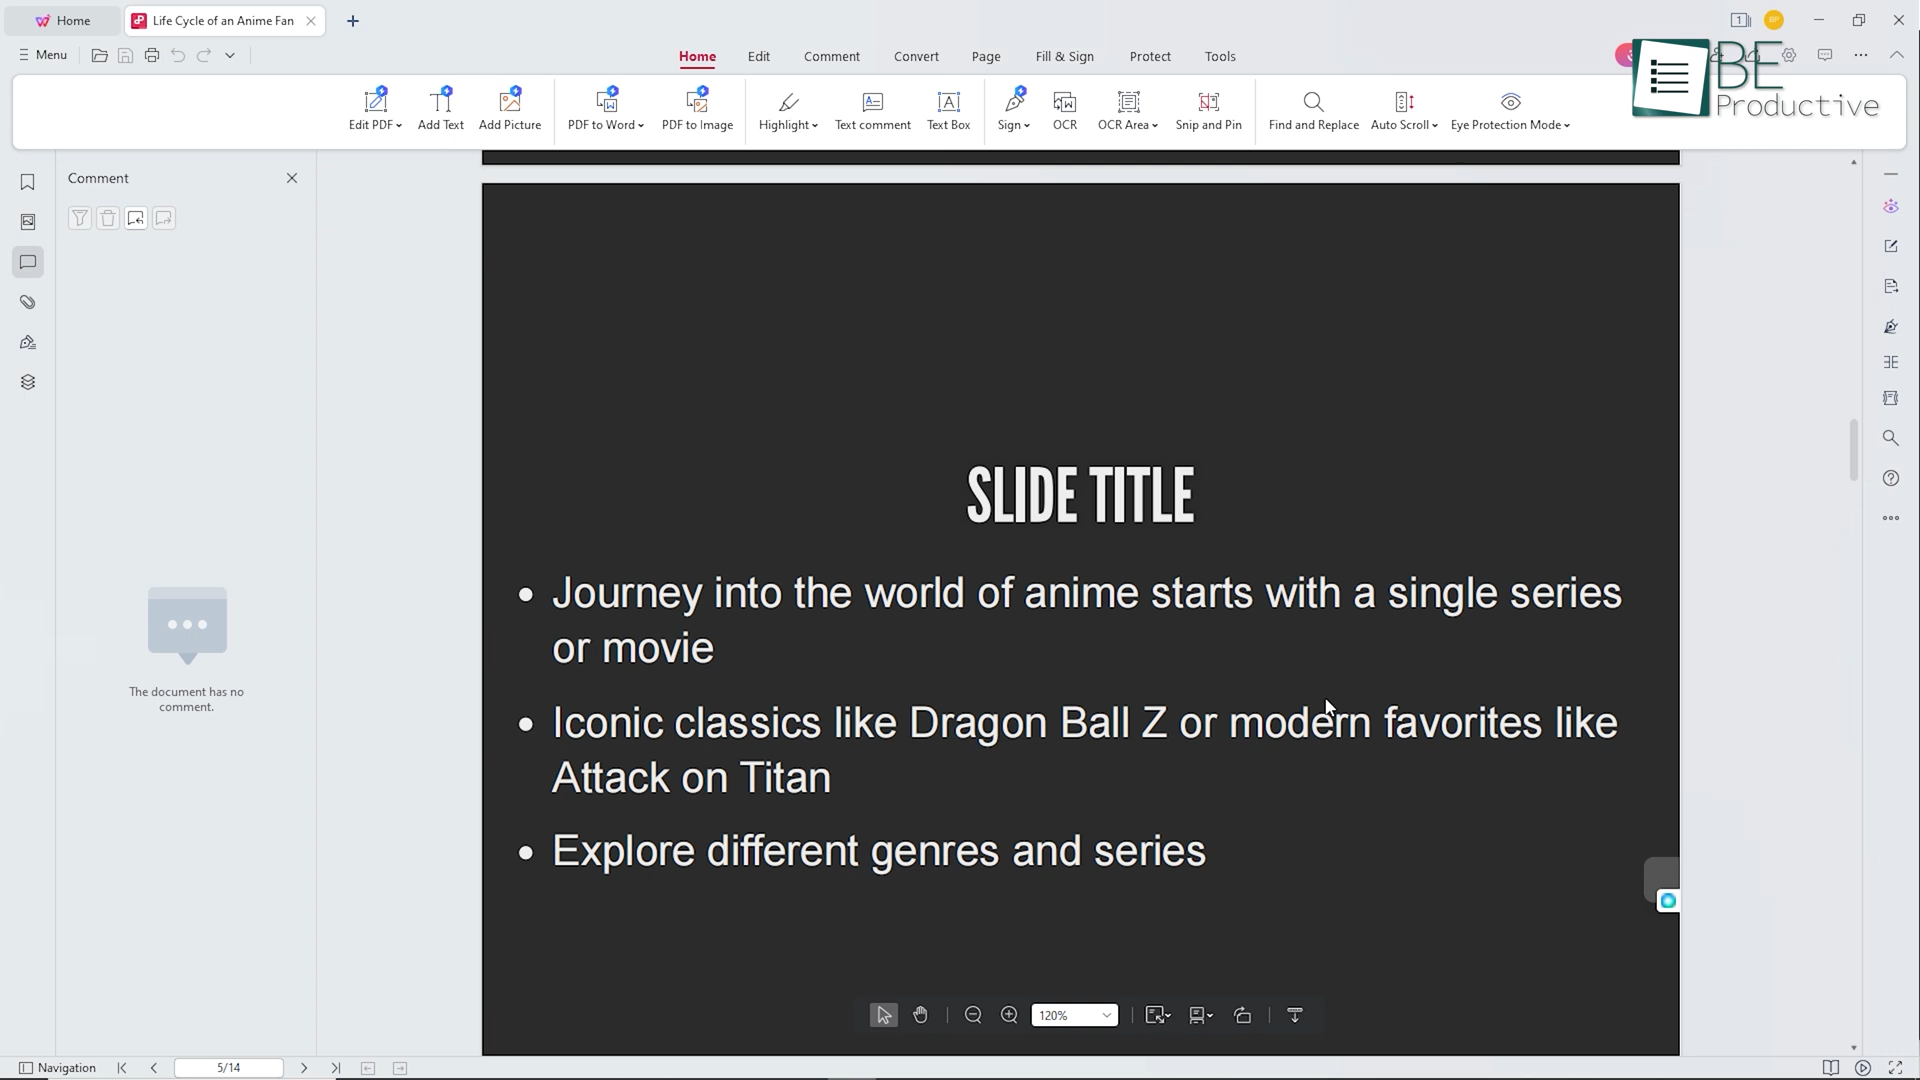 Home
Life Cycle of an Anime Fan
1
BP
Menu
Home
Edit
Comment
Convert
Page
Fill & Sign
Protect
Tools
BE
Productive
Edit PDF
Add Text
Add Picture
PDF to Word
PDF to Image
Highlight
Text comment
Text Box
Sign
OCR
OCR Area
Snip and Pin
Find and Replace
Auto Scroll
Eye Protection Mode
Comment
The document has no
comment.
SLIDE TITLE
• Journey into the world of anime starts with a single series
or movie
• Iconic classics like Dragon Ball Z or modern favorites like
Attack on Titan
• Explore different genres and series
120%
Navigation
5/14